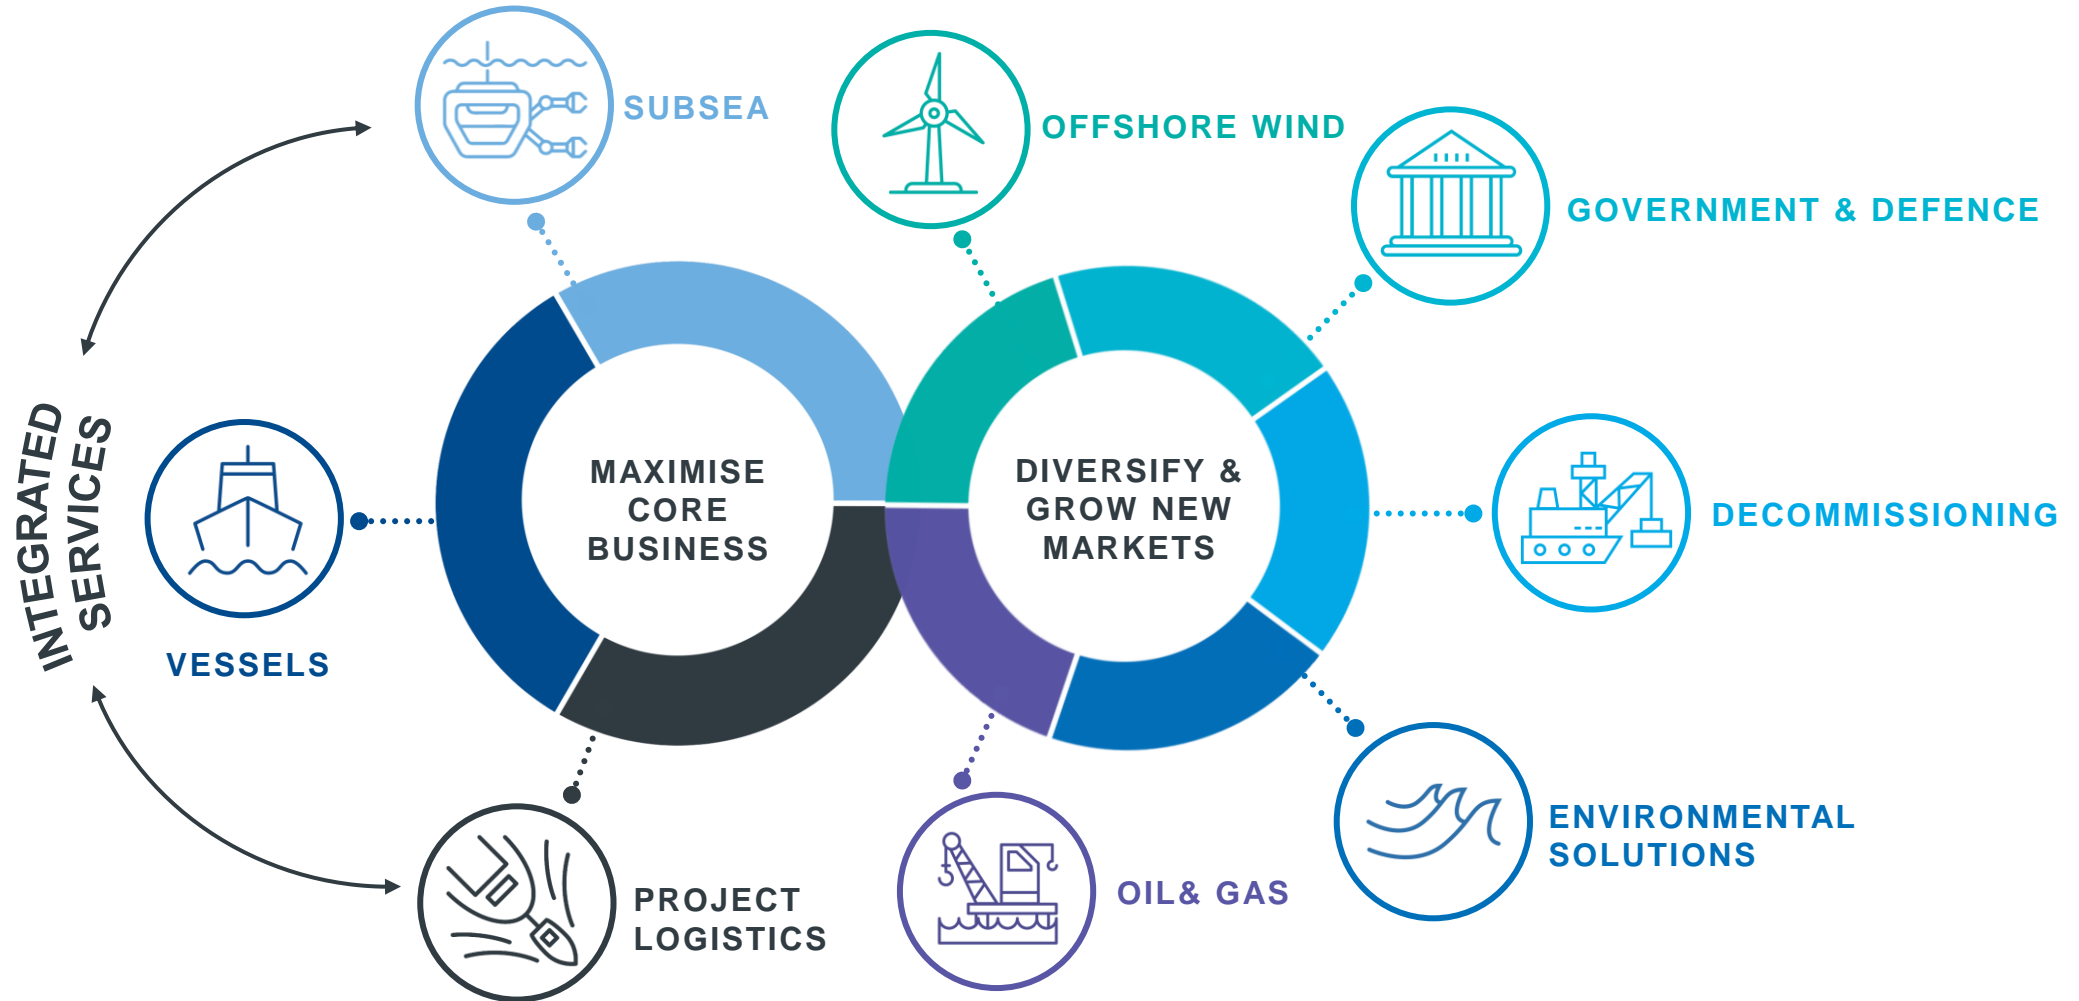 SUBSEA
OFFSHORE WIND
GOVERNMENT & DEFENCE
INTEGRATED
SERVICES
VESSELS
MAXIMISE
CORE
BUSINESS
DIVERSIFY &
GROW NEW
MARKETS
DECOMMISSIONING
PROJECT
LOGISTICS
OIL& GAS
ENVIRONMENTAL
SOLUTIONS